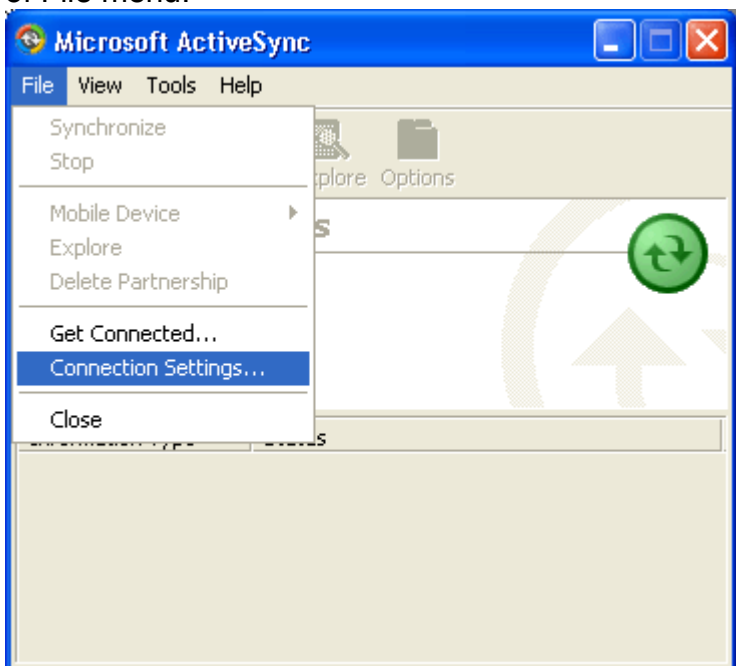 Microsoft ActiveSync
File View Tools Help
Synchronize
Stop
plore Options
Mobile Device
Explore
Delete Partnership
Get Connected...
Connection Settings...
Close